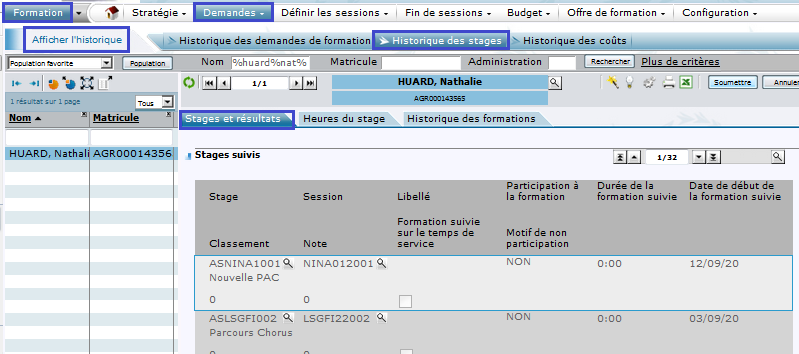 Formation Stratégie Demandes Définir les sessions Fin de sessions Budget Offre de formation Configuration
Afficher l'historique Historique des demandes de formation Historique des stages Historique des coûts
Population favorite Population Nom %huard%nat% Matricule Administration Rechercher Plus de critères
1/1 HUARD, Nathalie Soumettre Annuler
1 résultat sur 1 page Tous AGR000143565
Nom Matricule Stages et résultats Heures du stage Historique des formations
HUARD, Nathali AGR00014356
Stages suivis 1/32
Stage Session Libellé Participation à la formation Durée de la formation suivie Date de début de la formation suivie
Classement Note Formation suivie sur le temps de service Motif de non participation
ASNINA1001 NINA012001 NON 0:00 12/09/20
Nouvelle PAC
0 0
ASLSGFI002 LSGFI22002 NON 0:00 03/09/20
Parcours Chorus
0 0